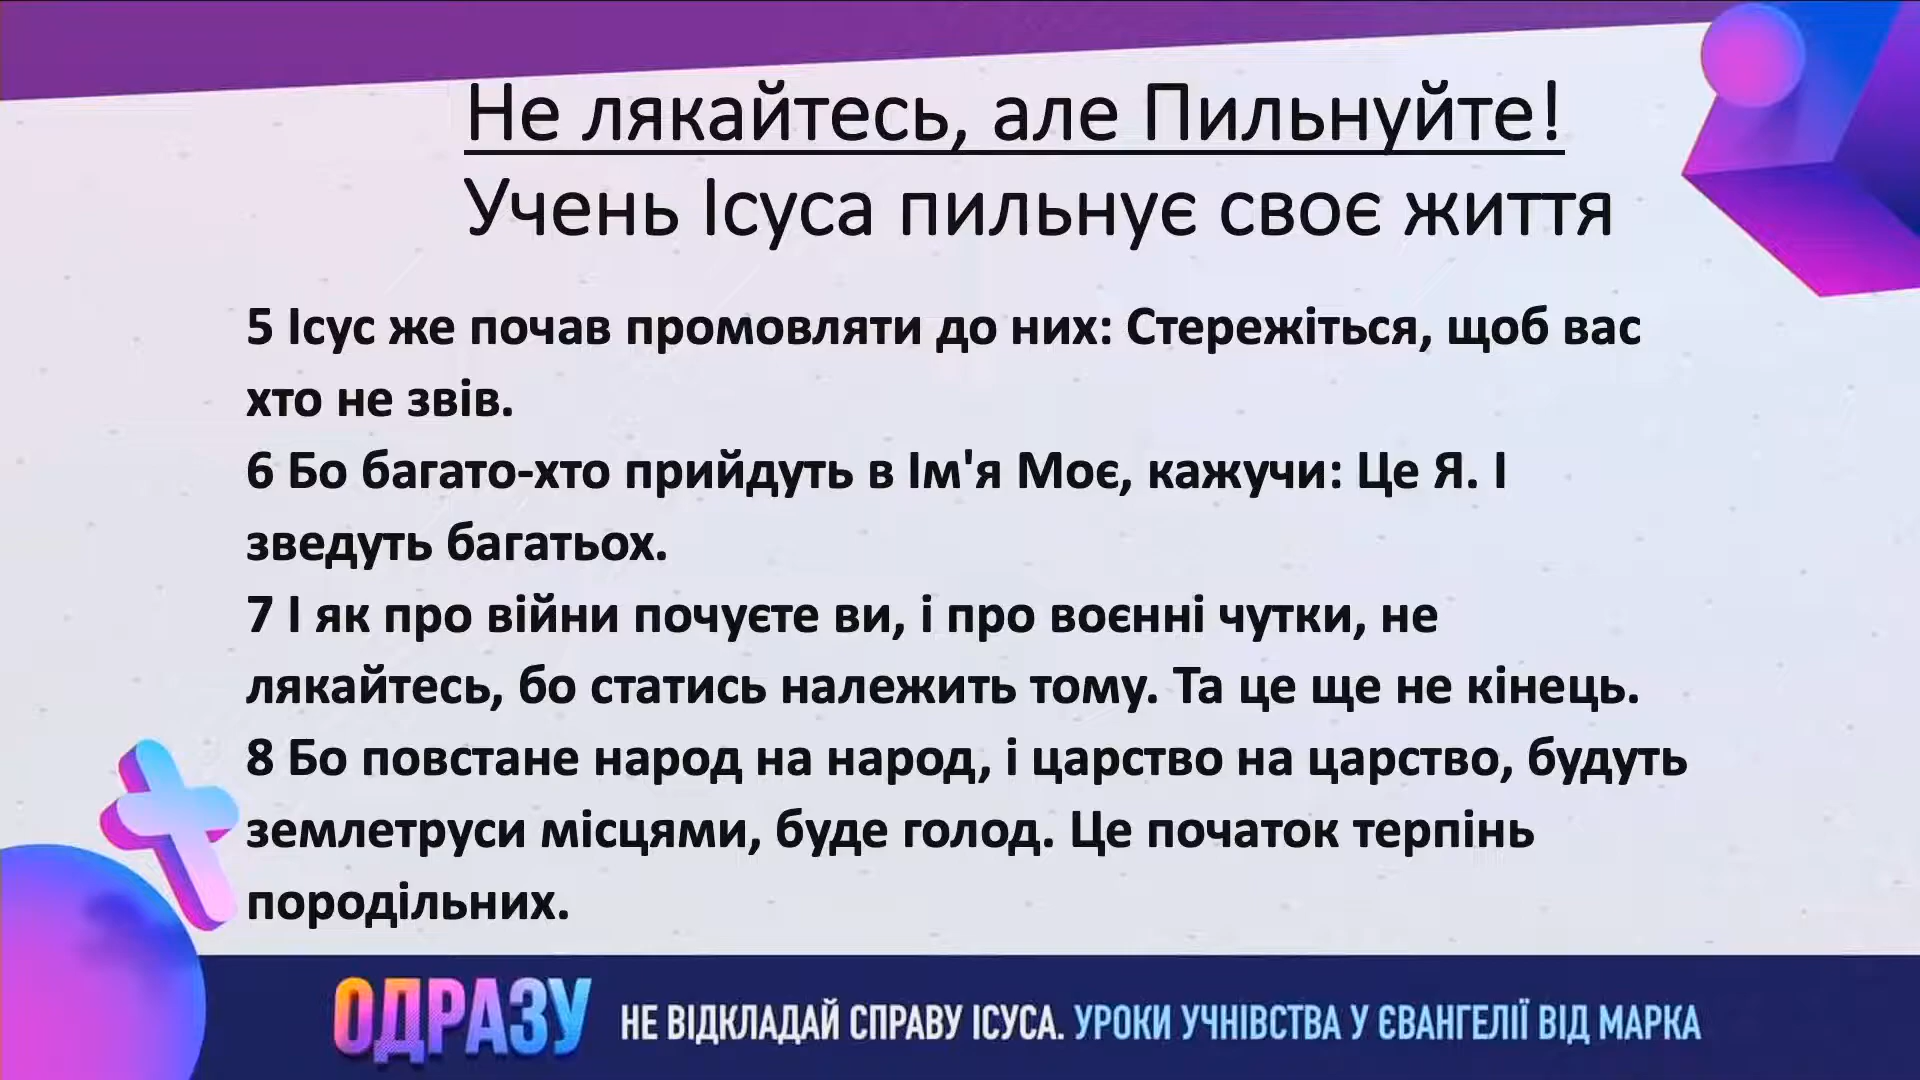 Не лякайтесь, але Пильнуйте!
Учень Ісуса пильнує своє життя
5 Ісус же почав промовляти до них: Стережіться, щоб вас
хто не звів.
6 Бо багато-хто прийдуть в Ім'я Моє, кажучи: Це Я. І
зведуть багатьох.
7 І як про війни почуєте ви, і про воєнні чутки, не
лякайтесь, бо статись належить тому. Та це ще не кінець.
8 Бо повстане народ на народ, і царство на царство, будуть
землетруси місцями, буде голод. Це початок терпінь
породільних.
ОДРАЗУ НЕ ВІДКЛАДАЙ СПРАВУ ІСУСА. УРОКИ УЧНІВСТВА У ЄВАНГЕЛІЇ ВІД МАРКА